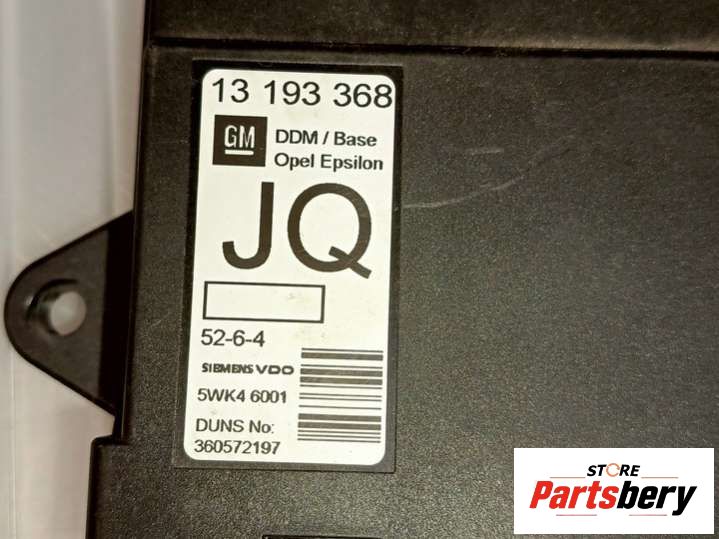 13 193 368
GM
DDM / Base
Opel Epsilon
JQ
52-6-4
SIEMENS VDO
5WK4 6001
DUNS No:
360572197
STORE
Partsbery